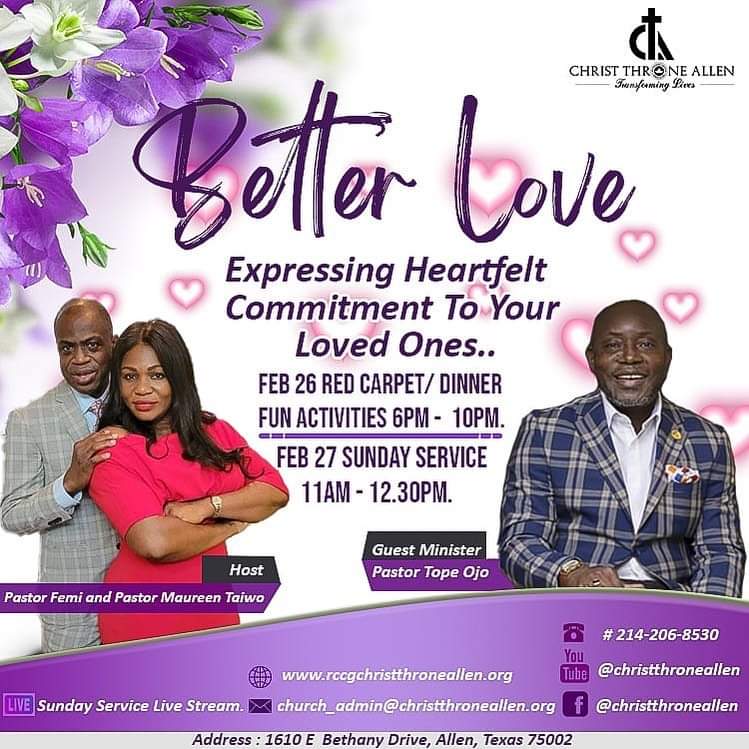 CHRIST THRONE ALLEN
Transforming Lives
Better Love
Expressing Heartfelt
Commitment To Your
Loved Ones..
FEB 26 RED CARPET/ DINNER
FUN ACTIVITIES 6PM - 10PM.
FEB 27 SUNDAY SERVICE
11AM - 12.30PM.
Host
Pastor Femi and Pastor Maureen Taiwo
Guest Minister
Pastor Tope Ojo
# 214-206-8530
www.rccgchristthroneallen.org
You
Tube
@christthroneallen
LIVE Sunday Service Live Stream.
church_admin@christthroneallen.org
f @christthroneallen
Address : 1610 E Bethany Drive, Allen, Texas 75002